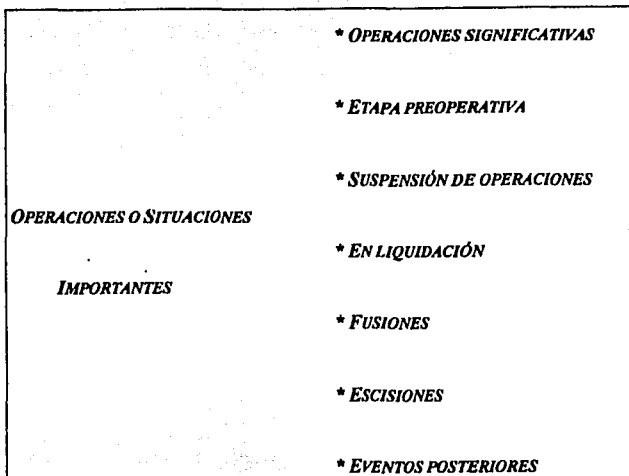 * OPERACIONES SIGNIFICATIVAS
* ETAPA PREOPERATIVA
* SUSPENSIÓN DE OPERACIONES
OPERACIONES O SITUACIONES
* EN LIQUIDACIÓN
IMPORTANTES
* FUSIONES
* ESCISIONES
* EVENTOS POSTERIORES